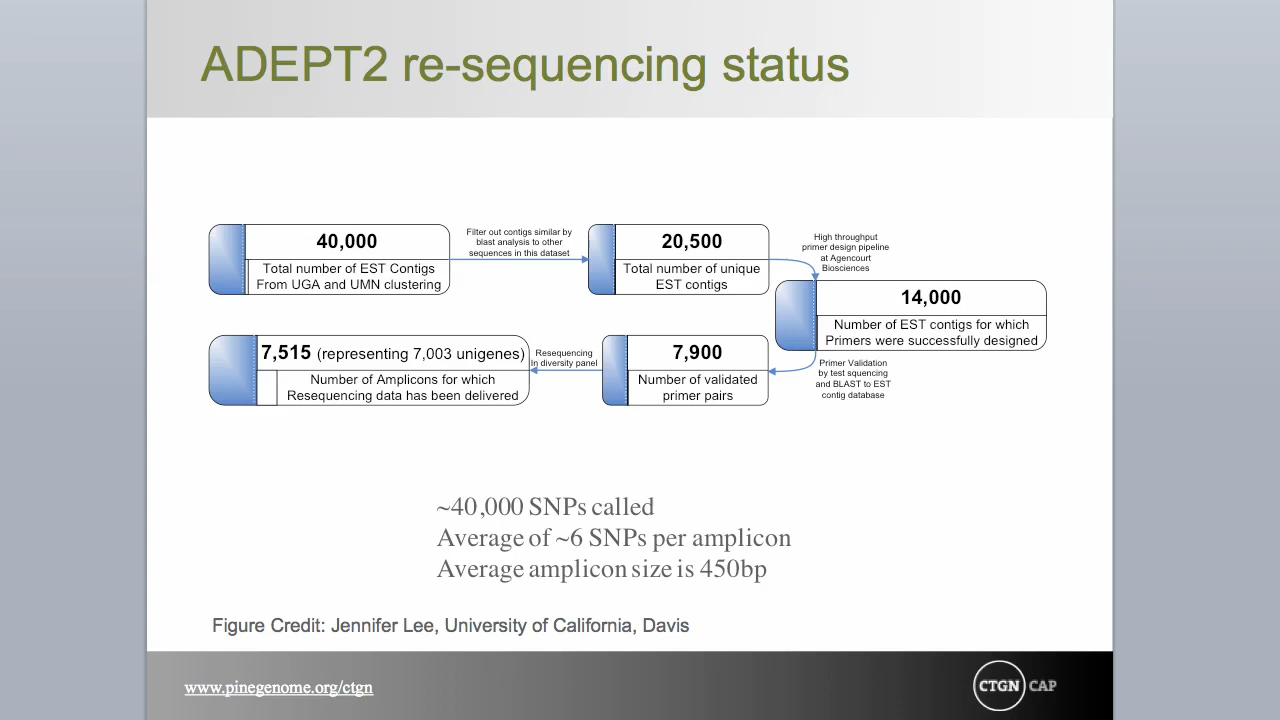 ADEPT2 re-sequencing status
40,000
Total number of EST Contigs
From UGA and UMN clustering
Filter out contigs similar by
blast analysis to other
sequences in this dataset
20,500
Total number of unique
EST contigs
High throughput
primer design pipeline
at Agencourt
Biosciences
14,000
Number of EST contigs for which
Primers were successfully designed
Primer Validation
by test squencing
and BLAST to EST
contig database
7,900
Number of validated
primer pairs
Resequencing
In diversity panel
7,515 (representing 7,003 unigenes)
Number of Amplicons for which
Resequencing data has been delivered
~40,000 SNPs called
Average of ~6 SNPs per amplicon
Average amplicon size is 450bp
Figure Credit: Jennifer Lee, University of California, Davis
www.pinegenome.org/ctgn
CTGN CAP